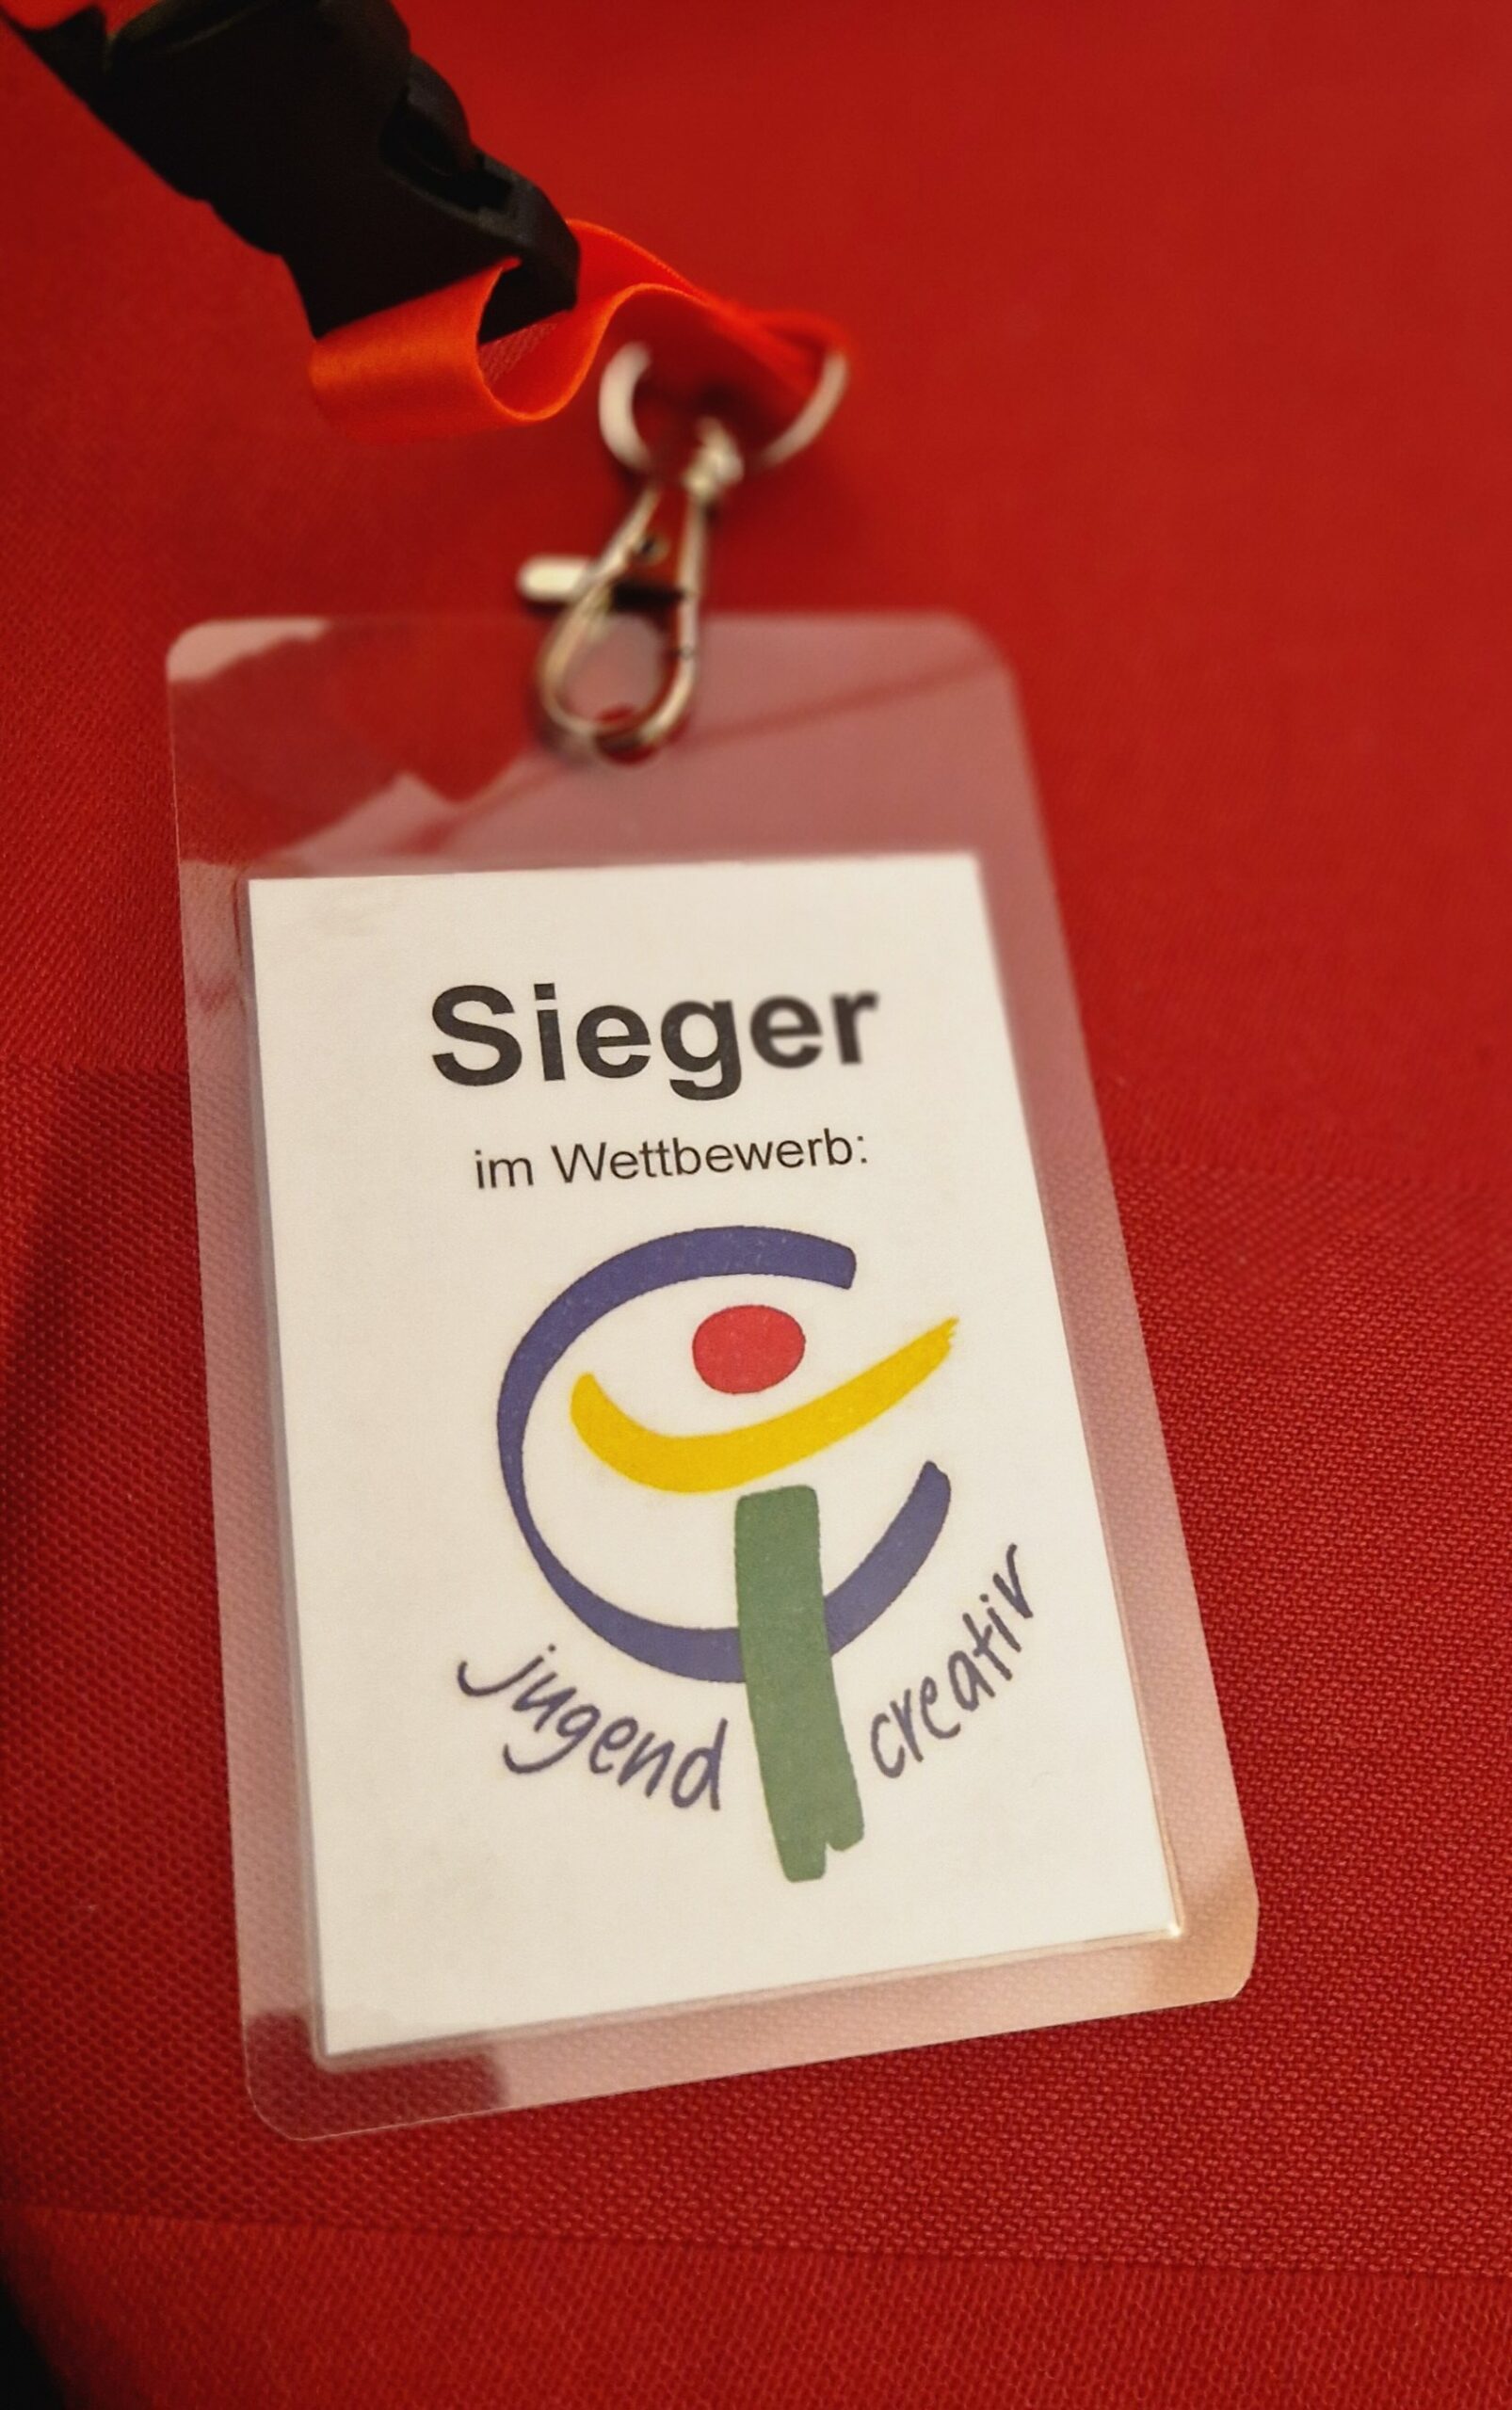 Sieger
im Wettbewerb:
jugend creativ